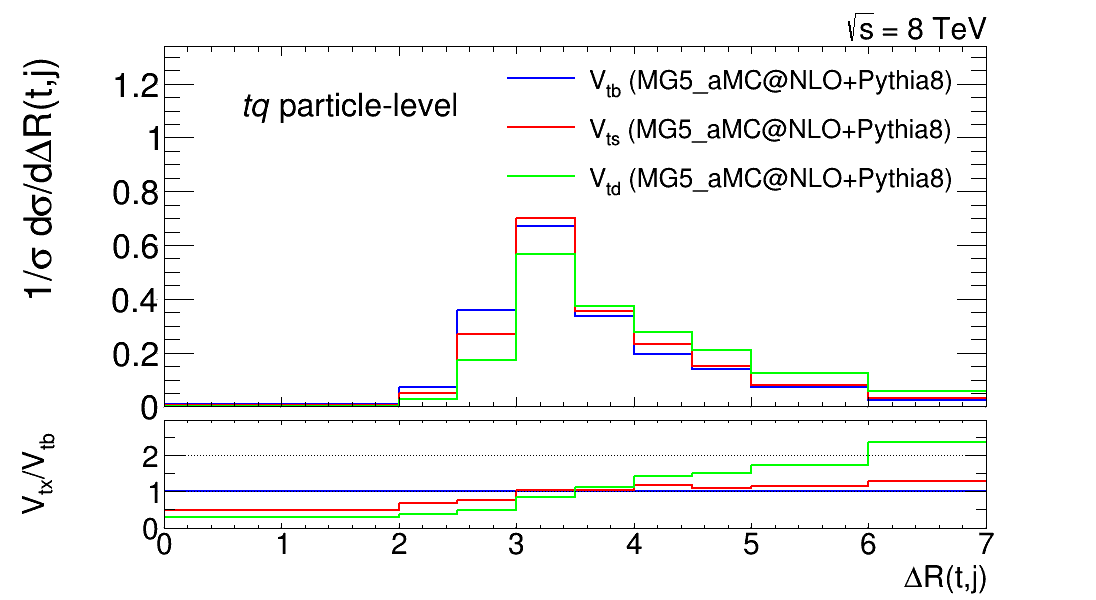 √s = 8 TeV
1/σ dσ/dΔR(t,j)
tq particle-level
V_tb (MG5_aMC@NLO+Pythia8)
V_ts (MG5_aMC@NLO+Pythia8)
V_td (MG5_aMC@NLO+Pythia8)
1.2
1
0.8
0.6
0.4
0.2
0
V_tx/V_tb
2
1
0
0 1 2 3 4 5 6 7
ΔR(t,j)